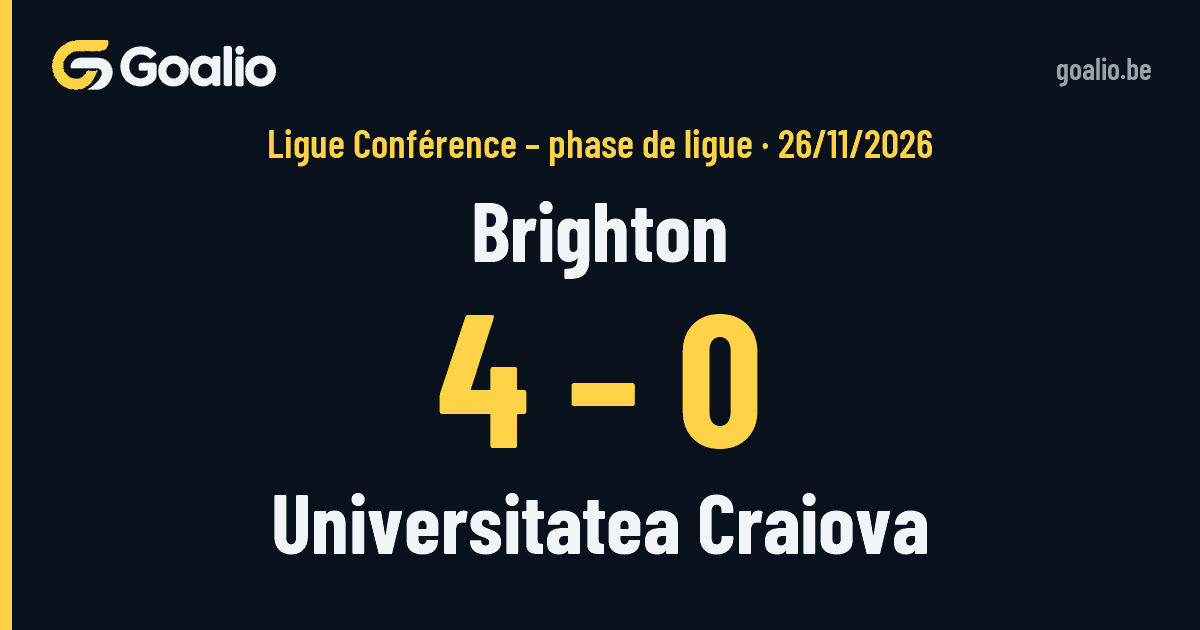 Goalio
goalio.be
Ligue Conférence – phase de ligue · 26/11/2026
Brighton
4 – 0
Universitatea Craiova